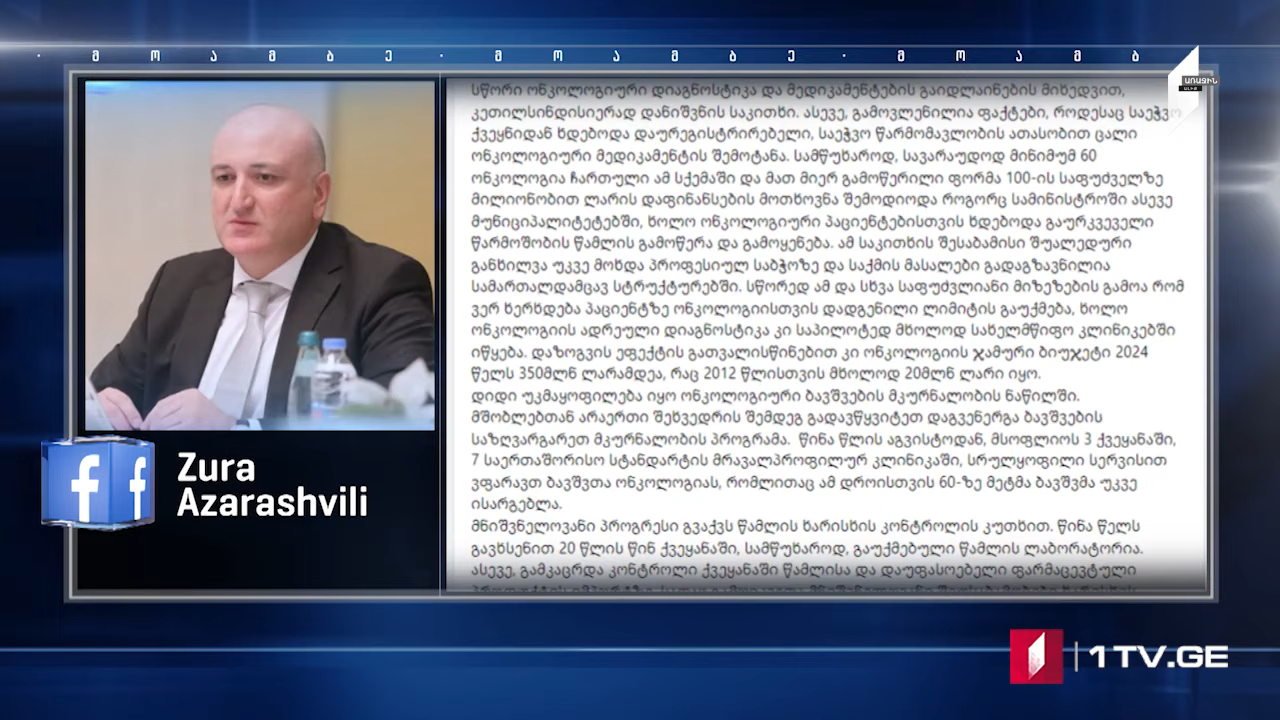 · მ ო ა მ ბ ე · მ ო ა მ ბ ე · მ ო ა მ ბ
ԱՌԱՋԻՆ
ԱԼԻՔ
სწორი ონკოლოგიური დიაგნოსტიკა და მედიკამენტების გაიდლაინების მიხედვით,
კეთილსინდისიერად დანიშვნის საკითხი. ასევე, გამოვლენილია ფაქტები, როდესაც საეჭვო
ქვეყნიდან ხდებოდა დაურეგისტრირებელი, საეჭვო წარმომავლობის ათასობით ცალი
ონკოლოგიური მედიკამენტის შემოტანა. სამწუხაროდ, სავარაუდოდ მინიმუმ 60
ონკოლოგია ჩართული ამ სქემაში და მათ მიერ გამოწერილი ფორმა 100-ის საფუძველზე
მილიონობით ლარის დაფინანსების მოთხოვნა შემოდიოდა როგორც სამინისტროში ასევე
მუნიციპალიტეტებში, ხოლო ონკოლოგიური პაციენტებისთვის ხდებოდა გაურკვეველი
წარმოშობის წამლის გამოწერა და გამოყენება. ამ საკითხის შესაბამისი შუალედური
განხილვა უკვე მოხდა პროფესიულ საბჭოზე და საქმის მასალები გადაგზავნილია
სამართალდამცავ სტრუქტურებში. სწორედ ამ და სხვა საფუძვლიანი მიზეზების გამოა რომ
ვერ ხერხდება პაციენტზე ონკოლოგიისთვის დადგენილი ლიმიტის გაუქმება, ხოლო
ონკოლოგიის ადრეული დიაგნოსტიკა კი საპილოტედ მხოლოდ სახელმწიფო კლინიკებში
იწყება. დაზოგვის ეფექტის გათვალისწინებით კი ონკოლოგიის ჯამური ბიუჯეტი 2024
წელს 350მლნ ლარამდეა, რაც 2012 წლისთვის მხოლოდ 20მლნ ლარი იყო.
დიდი უკმაყოფილება იყო ონკოლოგიური ბავშვების მკურნალობის ნაწილში.
მშობლებთან არაერთი შეხვედრის შემდეგ გადავწყვიტეთ დაგვენერგა ბავშვების
საზღვარგარეთ მკურნალობის პროგრამა. წინა წლის აგვისტოდან, მსოფლიოს 3 ქვეყანაში,
7 საერთაშორისო სტანდარტის მრავალპროფილურ კლინიკაში, სრულყოფილი სერვისით
ვფარავთ ბავშვთა ონკოლოგიას, რომლითაც ამ დროისთვის 60-ზე მეტმა ბავშვმა უკვე
ისარგებლა.
მნიშვნელოვანი პროგრესი გვაქვს წამლის ხარისხის კონტროლის კუთხით. წინა წელს
გავხსენით 20 წლის წინ ქვეყანაში, სამწუხაროდ, გაუქმებული წამლის ლაბორატორია.
ასევე, გამკაცრდა კონტროლი ქვეყანაში წამლისა და დაუფასოებელი ფარმაცევტული
Zura
Azarashvili
1TV.GE